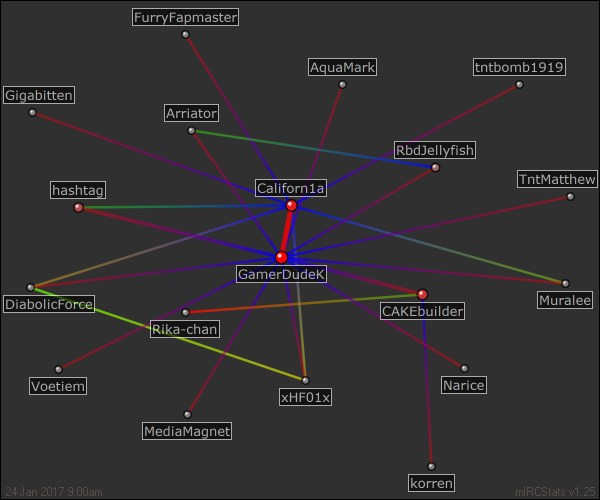 FurryFapmaster
AquaMark
tntbomb1919
Gigabitten
Arriator
RbdJellyfish
Californ1a
TntMatthew
hashtag
GamerDudeK
DiabolicForce
Muralee
CAKEbuilder
Rika-chan
Voetiem
Narice
xHF01x
MediaMagnet
korren
24 Jan 2017 9:00am
mIRCStats v1.25